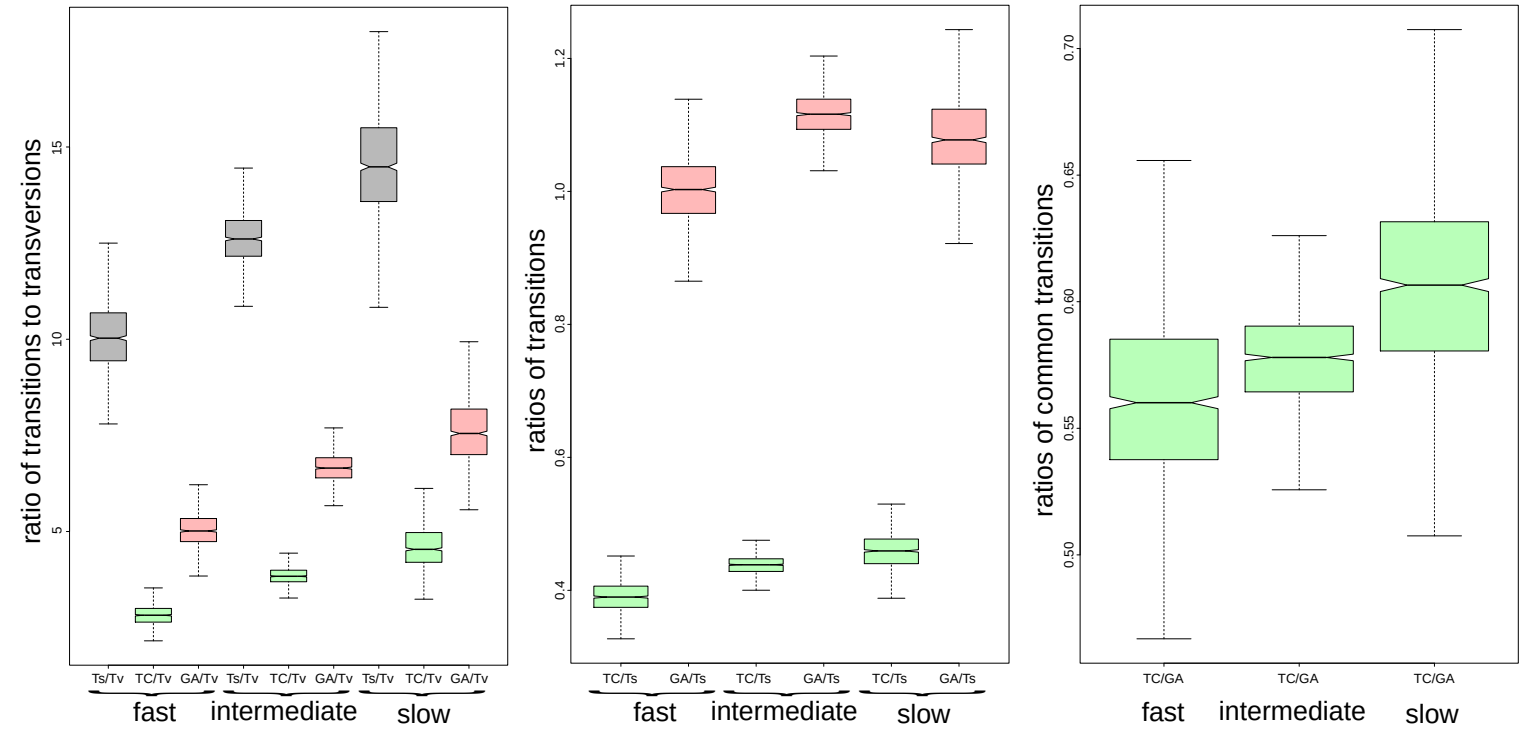 ratio of transitions to transversions
15
10
5
Ts/Tv TC/Tv GA/Tv Ts/Tv TC/Tv GA/Tv Ts/Tv TC/Tv GA/Tv
fast intermediate slow
ratios of transitions
1.2
1.0
0.8
0.6
0.4
TC/Ts GA/Ts TC/Ts GA/Ts TC/Ts GA/Ts
fast intermediate slow
ratios of common transitions
0.70
0.65
0.60
0.55
0.50
TC/GA TC/GA TC/GA
fast intermediate slow